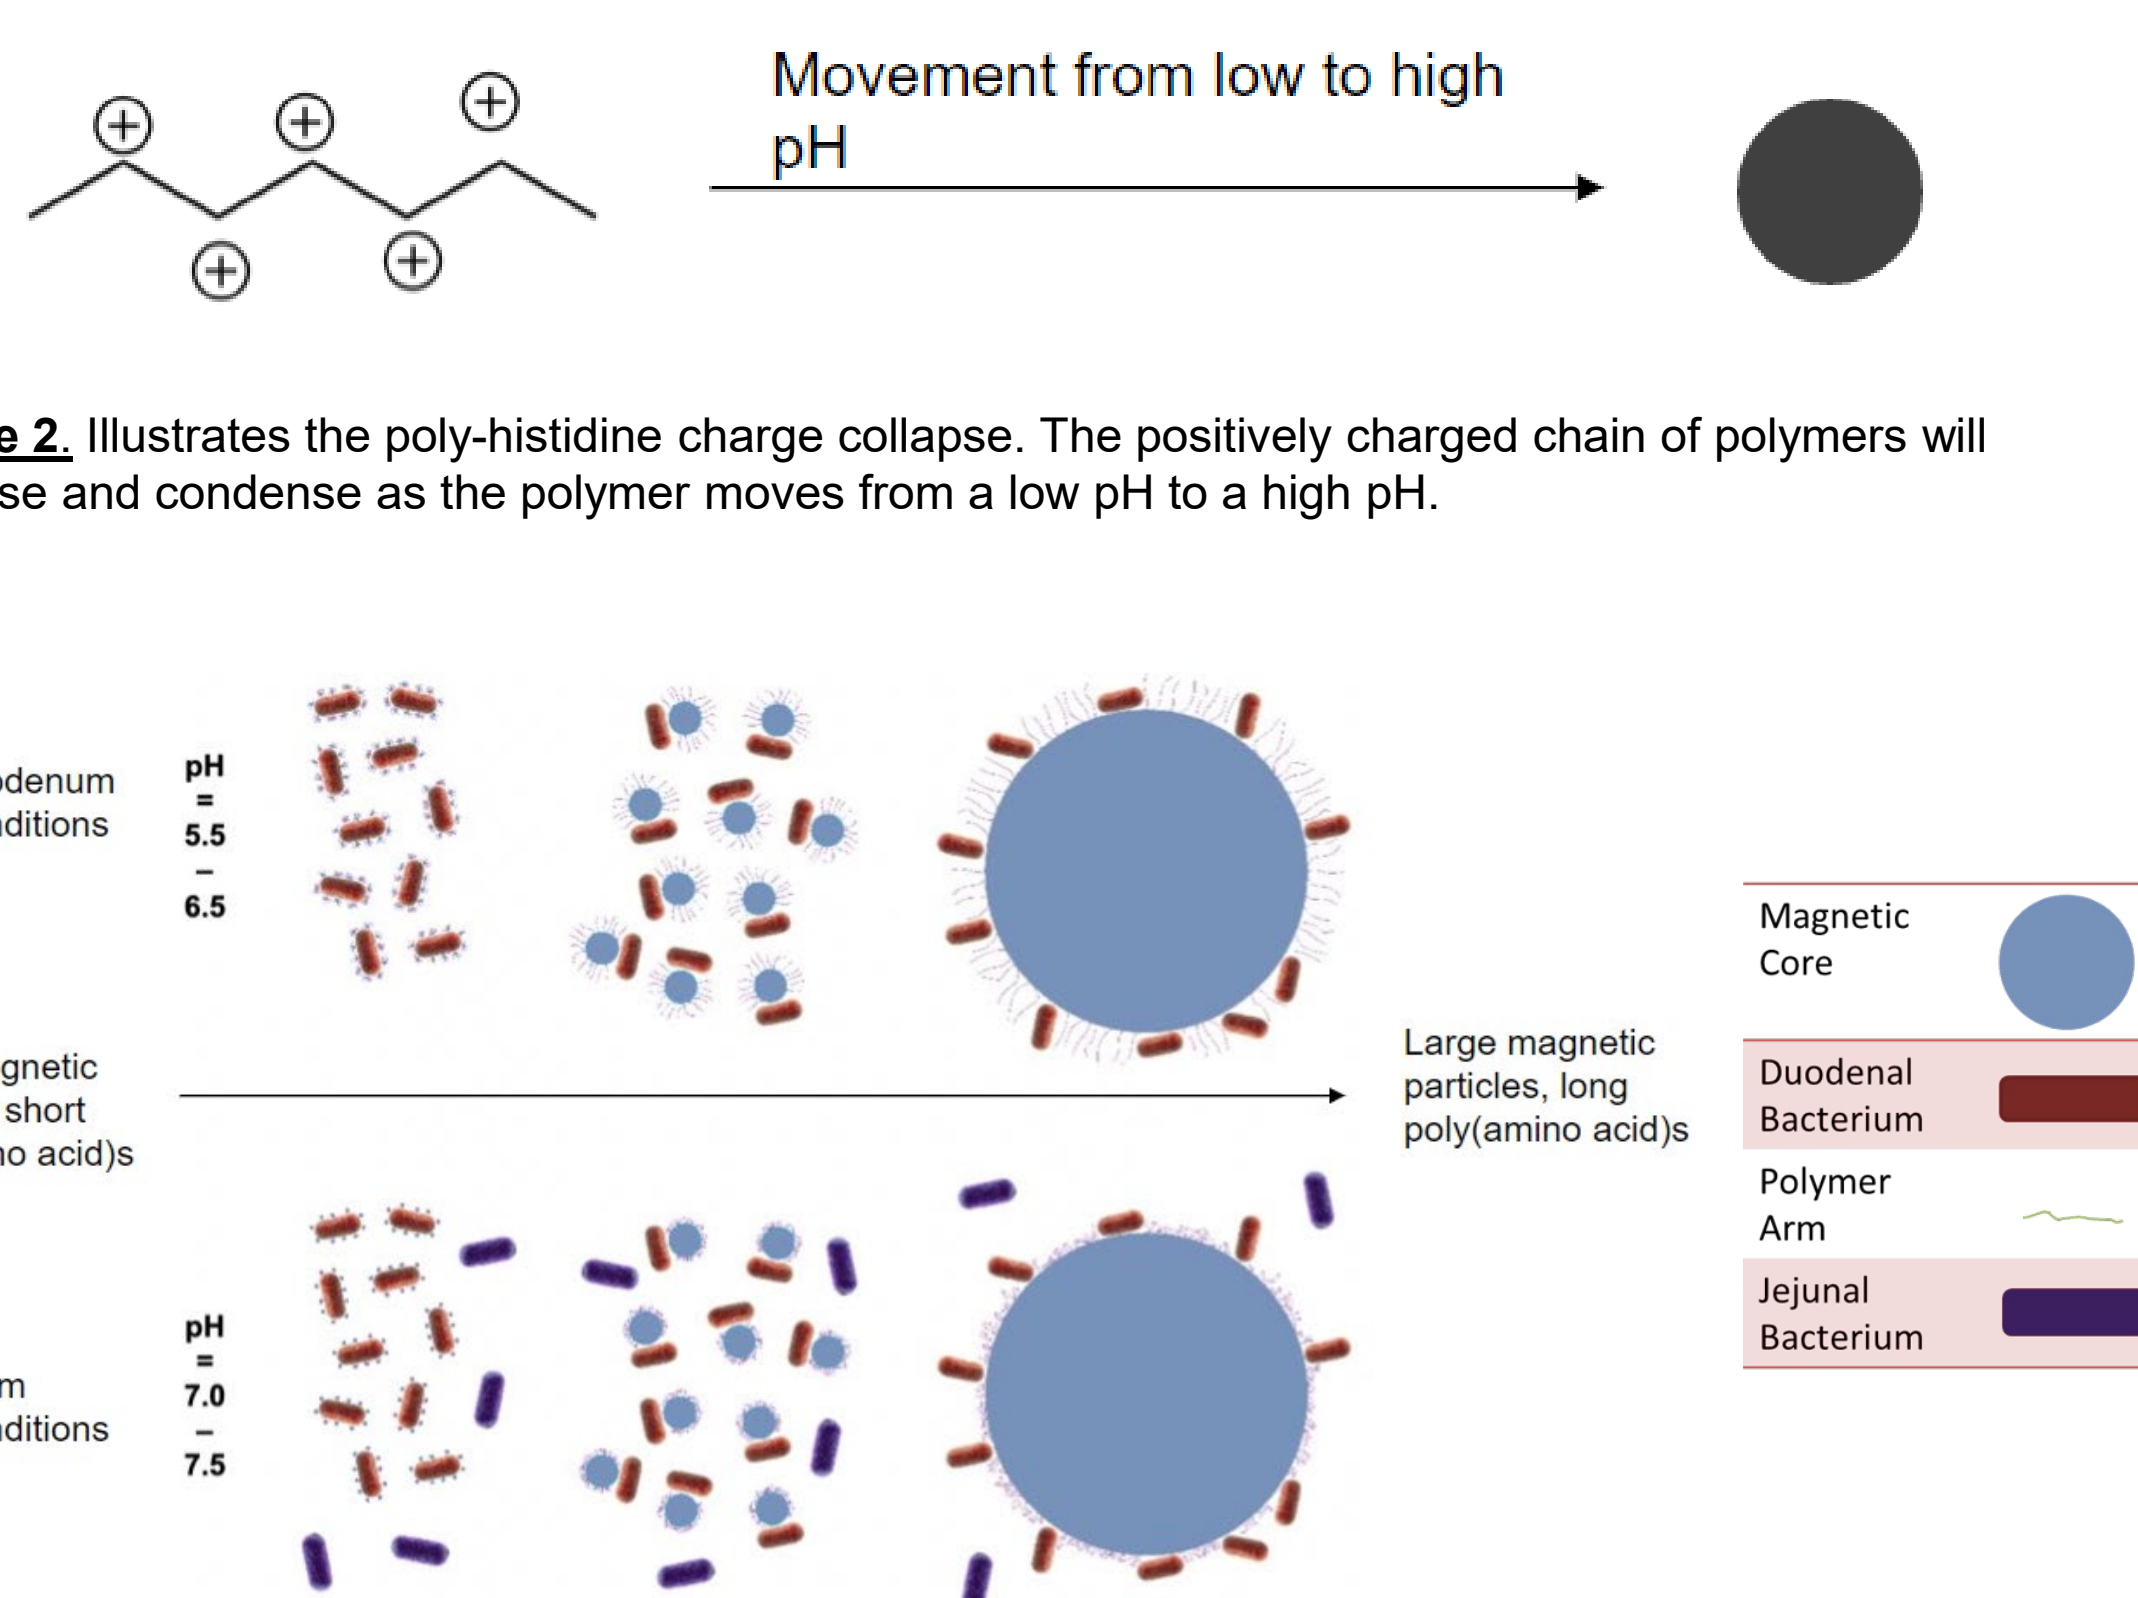 Movement from low to high
pH
e 2. Illustrates the poly-histidine charge collapse. The positively charged chain of polymers will
se and condense as the polymer moves from a low pH to a high pH.
odenum
ditions
pH
=
5.5
–
6.5
gnetic
short
no acid)s
Large magnetic
particles, long
poly(amino acid)s
m
ditions
pH
=
7.0
–
7.5
Magnetic
Core
Duodenal
Bacterium
Polymer
Arm
Jejunal
Bacterium